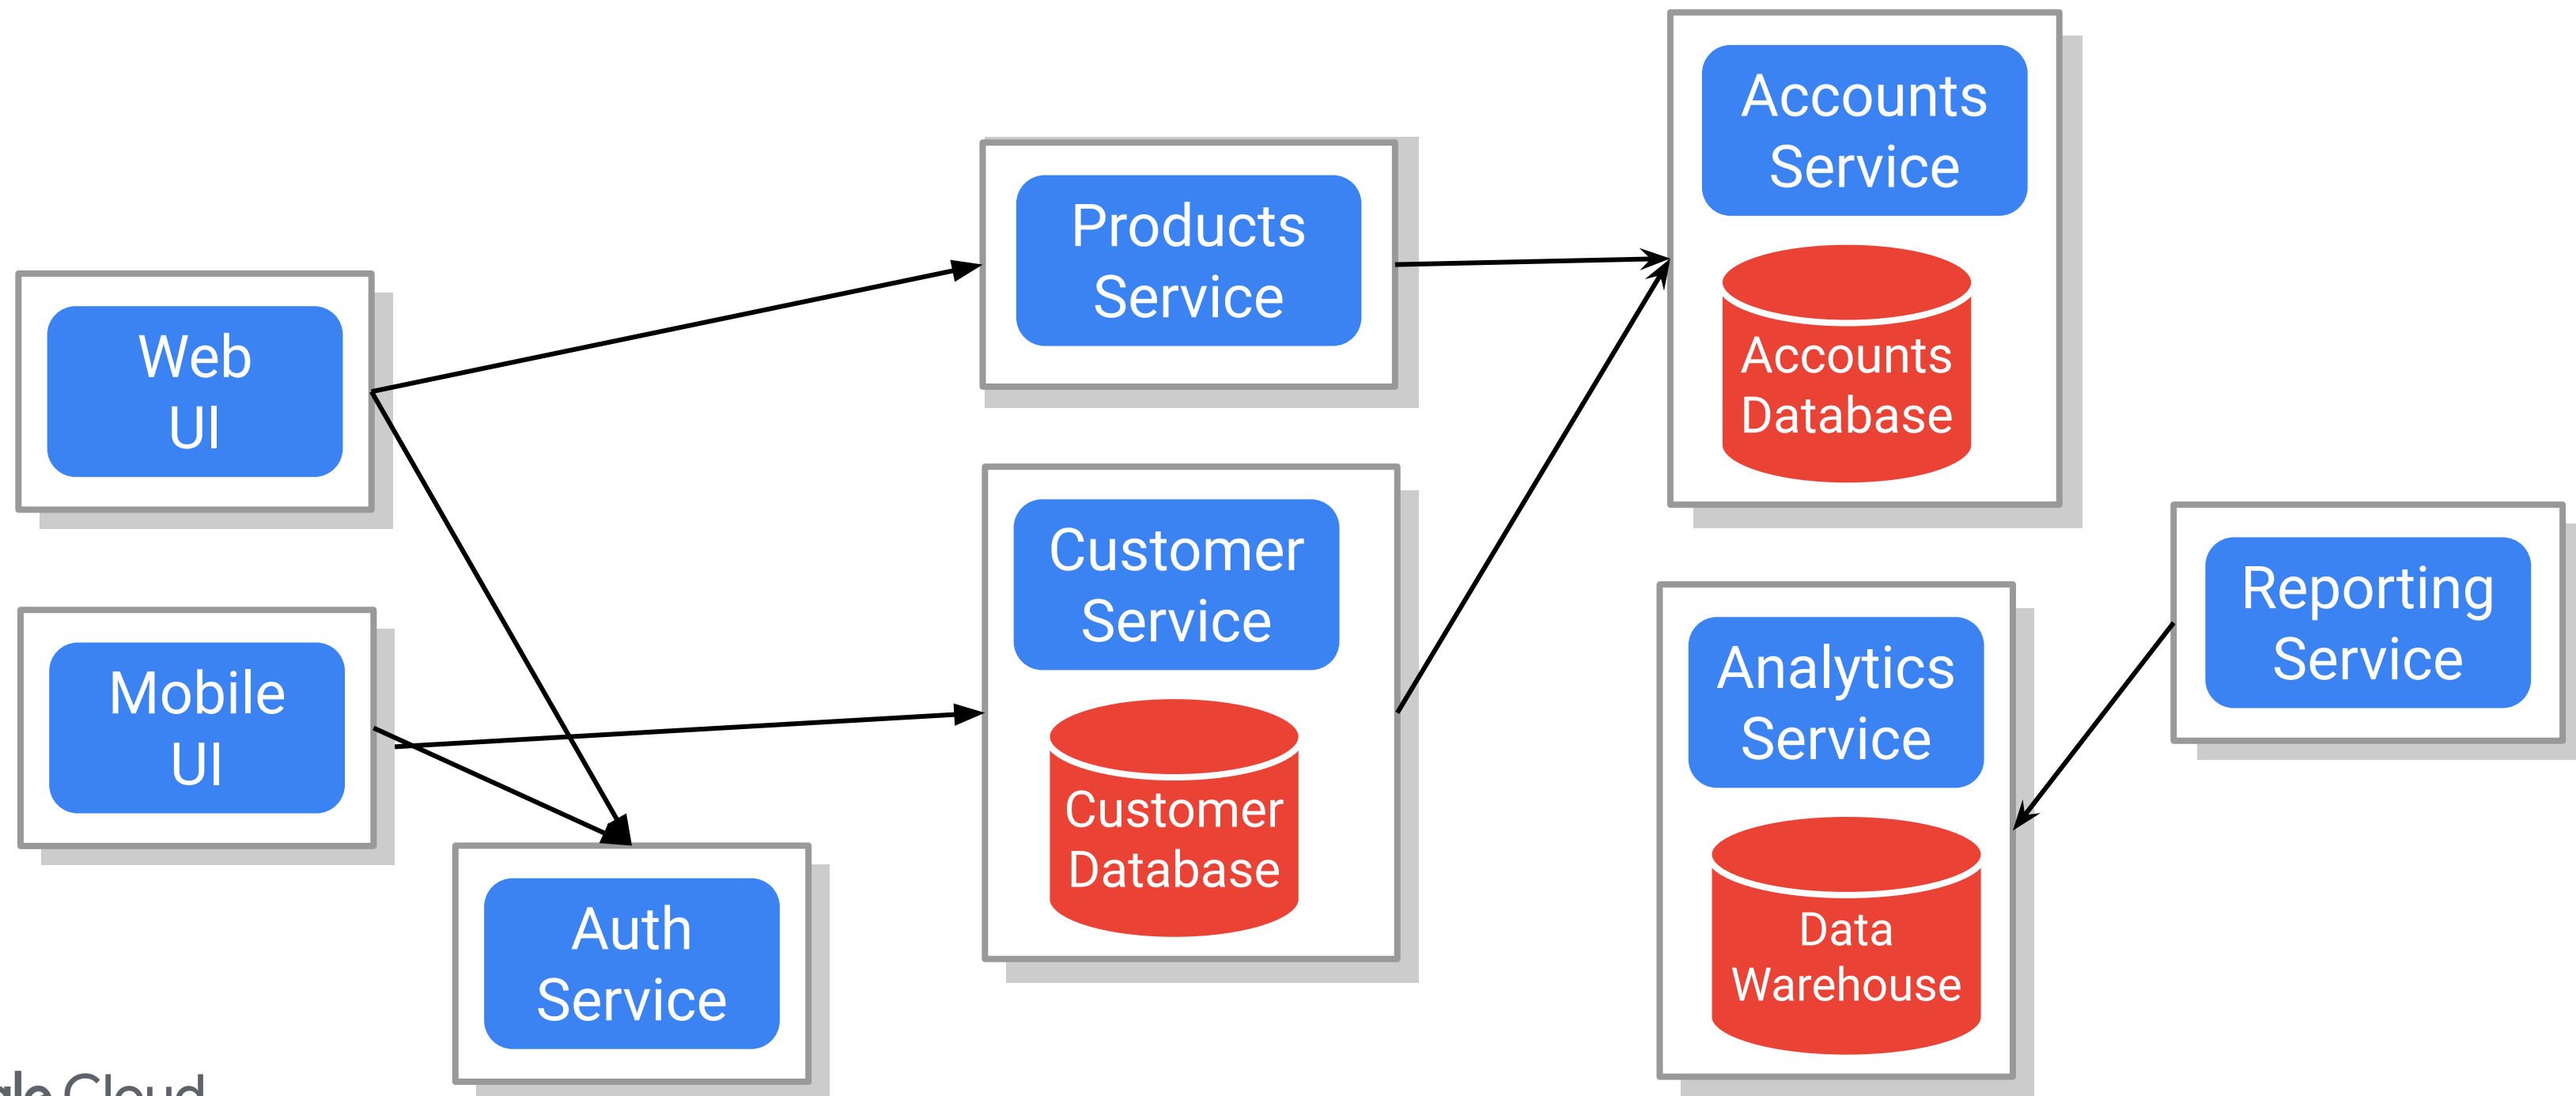 Accounts
Service
Accounts
Database
Products
Service
Web
UI
Customer
Service
Customer
Database
Mobile
UI
Auth
Service
Analytics
Service
Data
Warehouse
Reporting
Service
Cloud